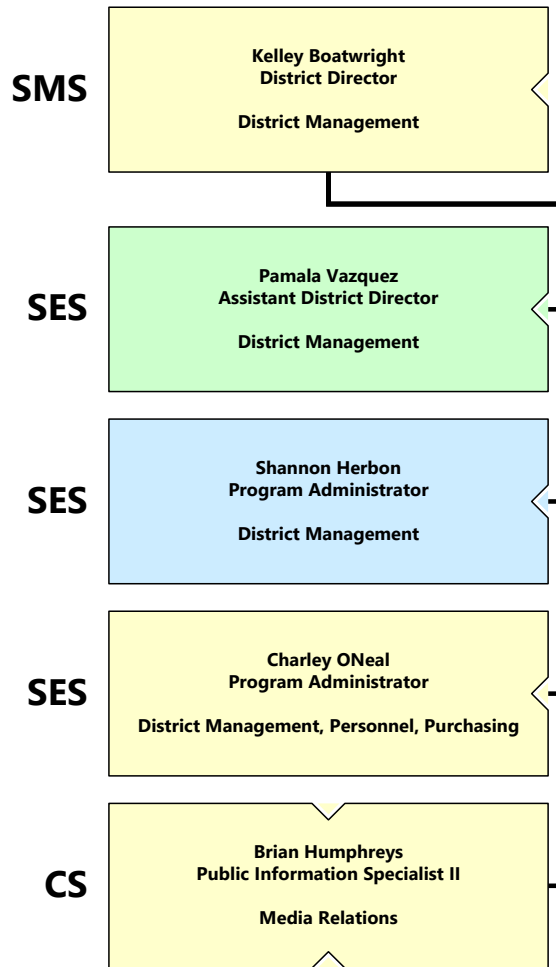 SMS
Kelley Boatwright
District Director
District Management
SES
Pamala Vazquez
Assistant District Director
District Management
SES
Shannon Herbon
Program Administrator
District Management
SES
Charley ONeal
Program Administrator
District Management, Personnel, Purchasing
CS
Brian Humphreys
Public Information Specialist II
Media Relations